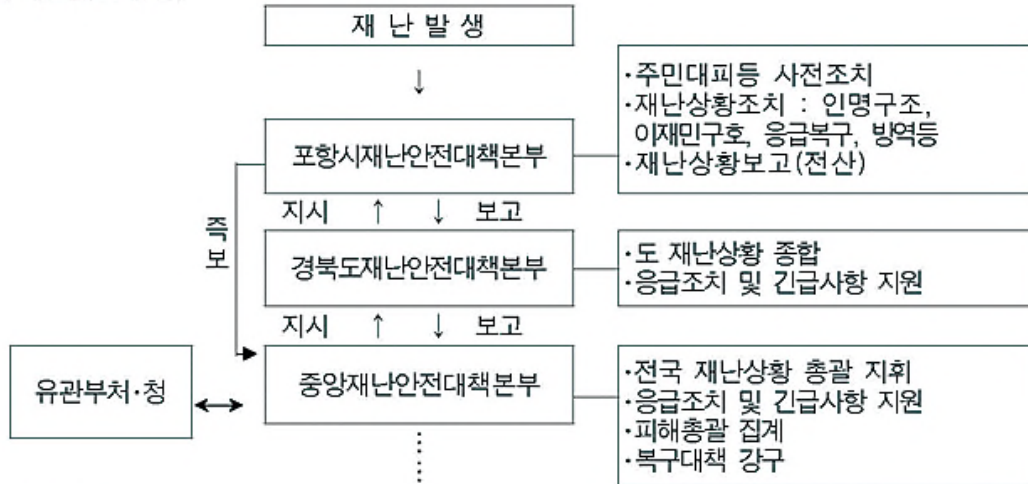 재 난 발 생
↓
·주민대피등 사전조치
·재난상황조치 : 인명구조,
이재민구호, 응급복구, 방역등
·재난상황보고(전산)
포항시재난안전대책본부
지시 ↑ ↓ 보고
즉보
경북도재난안전대책본부
·도 재난상황 종합
·응급조치 및 긴급사항 지원
지시 ↑ ↓ 보고
유관부처·청
중앙재난안전대책본부
·전국 재난상황 총괄 지휘
·응급조치 및 긴급사항 지원
·피해총괄 집계
·복구대책 강구